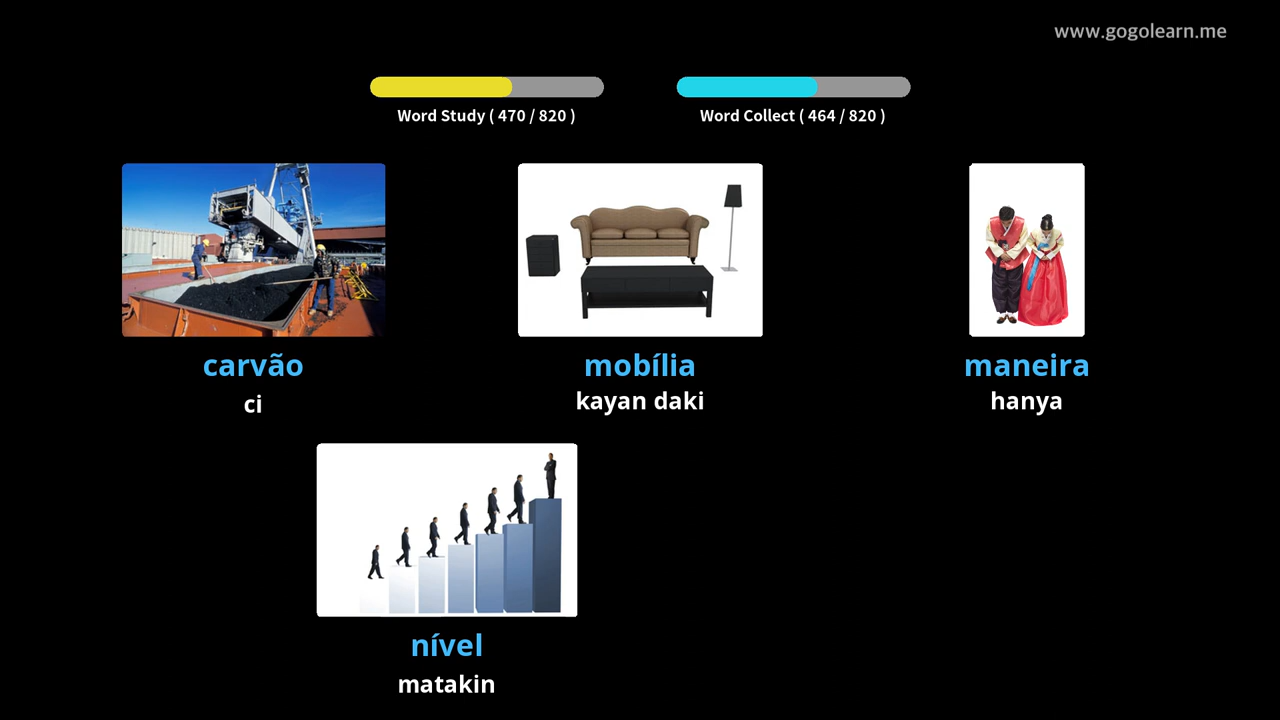 www.gogolearn.me
Word Study ( 470 / 820 )
Word Collect ( 464 / 820 )
carvão
ci
mobília
kayan daki
maneira
hanya
nível
matakin